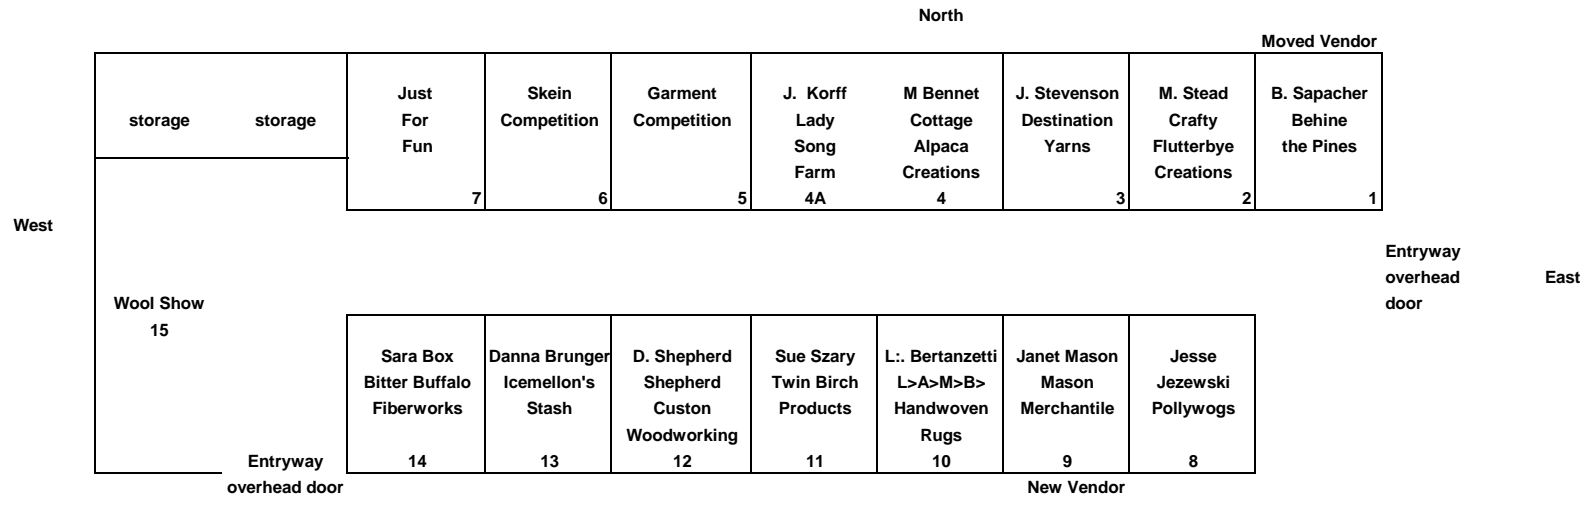 North
Moved Vendor
storage
storage
Just
For
Fun
7
Skein
Competition
6
Garment
Competition
5
J. Korff
Lady
Song
Farm
4A
M Bennet
Cottage
Alpaca
Creations
4
J. Stevenson
Destination
Yarns
3
M. Stead
Crafty
Flutterbye
Creations
2
B. Sapacher
Behine
the Pines
1
West
Entryway
overhead
door
East
Wool Show
15
Sara Box
Bitter Buffalo
Fiberworks
14
Danna Brunger
Icemellon's
Stash
13
D. Shepherd
Shepherd
Custon
Woodworking
12
Sue Szary
Twin Birch
Products
11
L:. Bertanzetti
L>A>M>B>
Handwoven
Rugs
10
Janet Mason
Mason
Merchantile
9
Jesse
Jezewski
Pollywogs
8
Entryway
overhead door
New Vendor